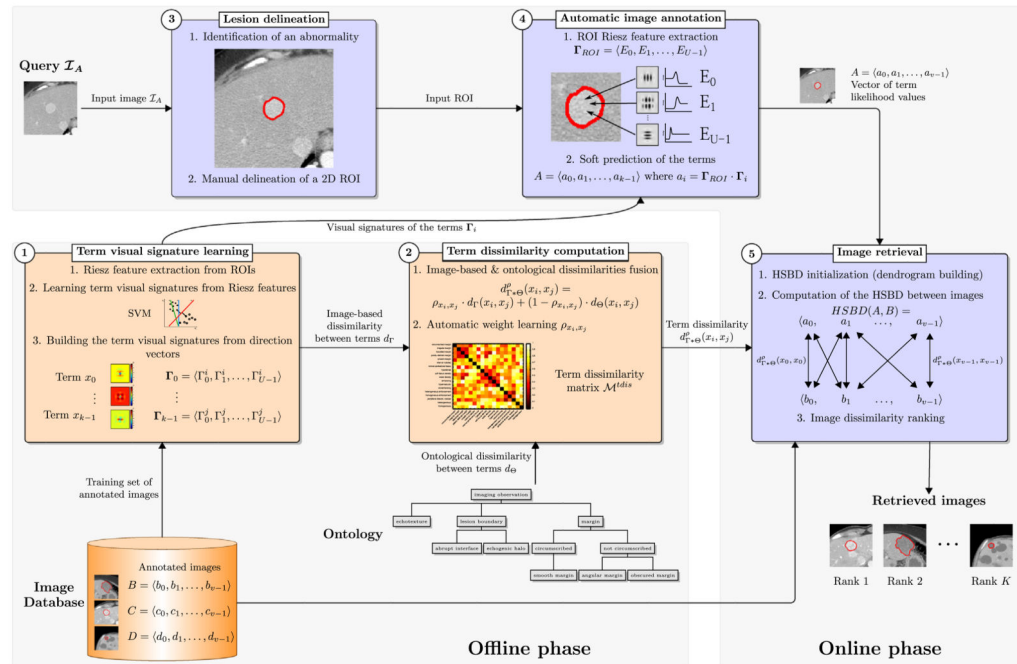 3
Lesion delineation
1. Identification of an abnormality
2. Manual delineation of a 2D ROI
Query I_A
Input image I_A
Input ROI
4
Automatic image annotation
1. ROI Riesz feature extraction
Γ_ROI = ⟨E_0, E_1, . . . , E_{U−1}⟩
E_0
E_1
E_{U−1}
2. Soft prediction of the terms
A = ⟨a_0, a_1, . . . , a_{k−1}⟩ where a_i = Γ_ROI · Γ_i
A = ⟨a_0, a_1, . . . , a_{v−1}⟩
Vector of term
likelihood values
Visual signatures of the terms Γ_i
1
Term visual signature learning
1. Riesz feature extraction from ROIs
2. Learning term visual signatures from Riesz features
SVM
3. Building the term visual signatures from direction
vectors
Term x_0
Γ_0 = ⟨Γ^i_0, Γ^i_1, . . . , Γ^i_{U−1}⟩
⋮
⋮
Term x_{k−1}
Γ_{k−1} = ⟨Γ^j_0, Γ^j_1, . . . , Γ^j_{U−1}⟩
Image-based
dissimilarity
between terms d_Γ
2
Term dissimilarity computation
1. Image-based & ontological dissimilarities fusion
d^ρ_{Γ∗Θ}(x_i, x_j) =
ρ_{x_i,x_j} · d_Γ(x_i, x_j) + (1 − ρ_{x_i,x_j}) · d_Θ(x_i, x_j)
2. Automatic weight learning ρ_{x_i,x_j}
Term dissimilarity
matrix M^{tdis}
Term dissimilarity
d^ρ_{Γ∗Θ}(x_i, x_j)
5
Image retrieval
1. HSBD initialization (dendrogram building)
2. Computation of the HSBD between images
HSBD(A, B) =
⟨a_0, a_1 . . . , a_{v−1}⟩
d^ρ_{Γ∗Θ}(x_0, x_0)
d^ρ_{Γ∗Θ}(x_{v−1}, x_{v−1})
⟨b_0, b_1 . . . , b_{v−1}⟩
3. Image dissimilarity ranking
Training set of
annotated images
Ontological dissimilarity
between terms d_Θ
Ontology
imaging observation
echotexture
lesion boundary
margin
abrupt interface
echogenic halo
circumscribed
not circumscribed
smooth margin
angular margin
obscured margin
Retrieved images
Rank 1
Rank 2
Rank K
Image
Database
Annotated images
B = ⟨b_0, b_1, . . . , b_{v−1}⟩
C = ⟨c_0, c_1, . . . , c_{v−1}⟩
D = ⟨d_0, d_1, . . . , d_{v−1}⟩
Offline phase
Online phase